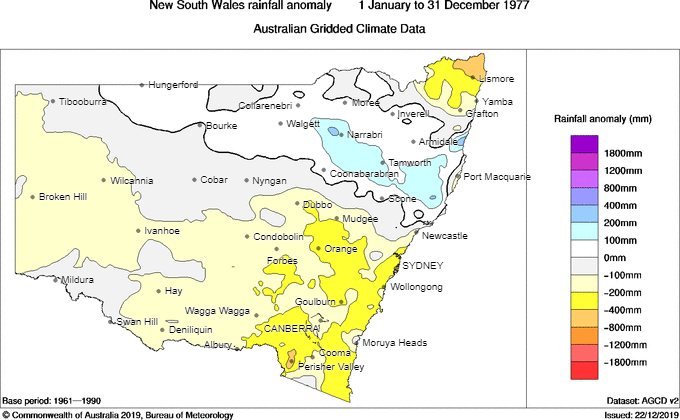 New South Wales rainfall anomaly 1 January to 31 December 1977
Australian Gridded Climate Data
Hungerford
Lismore
Tibooburra
Collarenebri
Moree
Yamba
Inverell
Grafton
Bourke
Walgett
Narrabri
Armidale
Tamworth
Coonabarabran
Port Macquarie
Wilcannia
Cobar
Nyngan
Broken Hill
Scone
Dubbo
Mudgee
Ivanhoe
Condobolin
Newcastle
Orange
Forbes
SYDNEY
Mildura
Wollongong
Hay
Goulburn
Wagga Wagga
Swan Hill
Deniliquin
CANBERRA
Albury
Moruya Heads
Cooma
Perisher Valley
Rainfall anomaly (mm)
1800mm
1200mm
800mm
400mm
200mm
100mm
0mm
−100mm
−200mm
−400mm
−800mm
−1200mm
−1800mm
Base period: 1961—1990
Dataset: AGCD v2
© Commonwealth of Australia 2019, Bureau of Meteorology
Issued: 22/12/2019